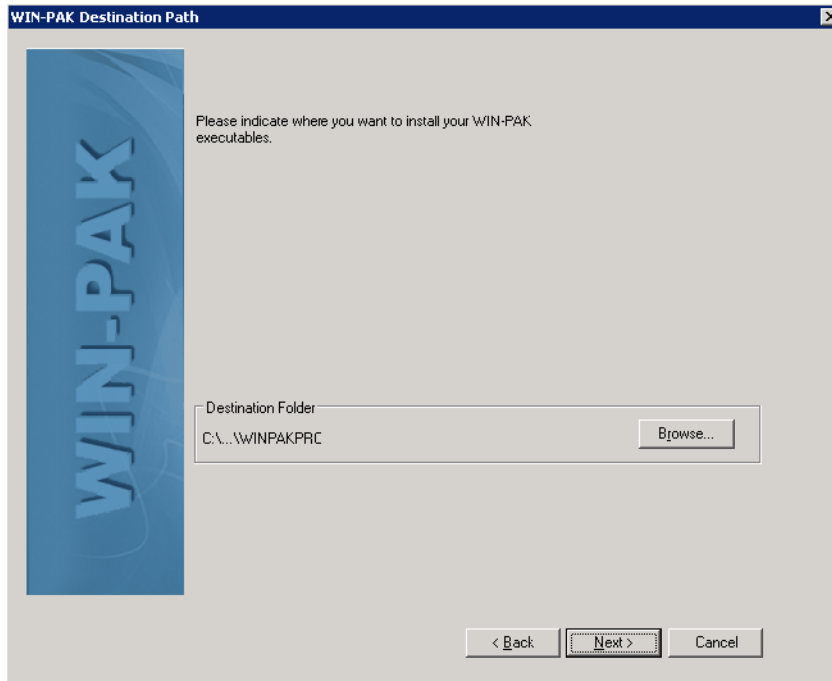 WIN-PAK Destination Path
WIN-PAK
Please indicate where you want to install your WIN-PAK
executables.
Destination Folder
C:\...\WINPAKPRC
Browse...
< Back
Next >
Cancel